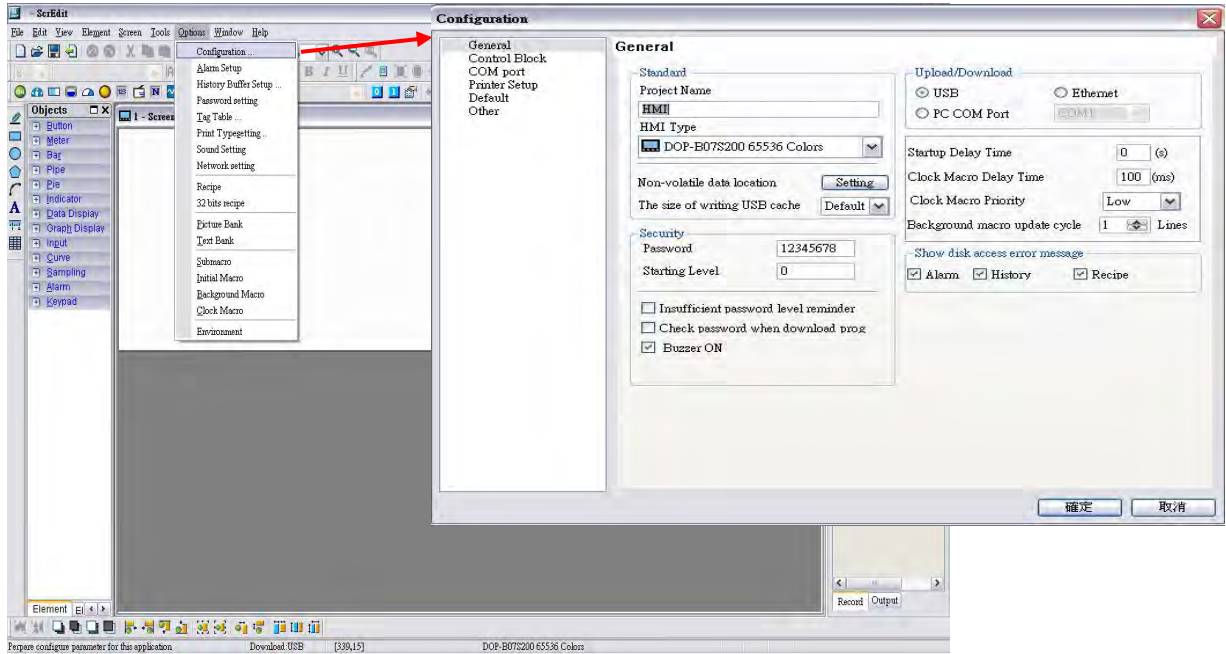 - ScrEdit
File Edit View Element Screen Tools Options Window Help
Configuration ...
Alarm Setup
History Buffer Setup ...
Password setting
Tag Table ...
Print Typesetting ..
Sound Setting
Network setting
Recipe
32 bits recipe
Picture Bank
Text Bank
Submacro
Initial Macro
Background Macro
Clock Macro
Environment
B I U
Objects
Button
Meter
Bar
Pipe
Pie
Indicator
Data Display
Graph Display
Input
Curve
Sampling
Alarm
Keypad
1 - Screen
Element El
Record Output
Perpare configure parameter for this application Download:USB [339,15] DOP-B07S200 65536 Colors
Configuration
General
Control Block
COM port
Printer Setup
Default
Other
General
Standard
Project Name
HMI
HMI Type
DOP-B07S200 65536 Colors
Non-volatile data location Setting
The size of writing USB cache Default
Security
Password 12345678
Starting Level 0
Insufficient password level reminder
Check password when download prog
Buzzer ON
Upload/Download
USB Ethernet
PC COM Port COM1
Startup Delay Time 0 (s)
Clock Macro Delay Time 100 (ms)
Clock Macro Priority Low
Background macro update cycle 1 Lines
Show disk access error message
Alarm History Recipe
確定 取消